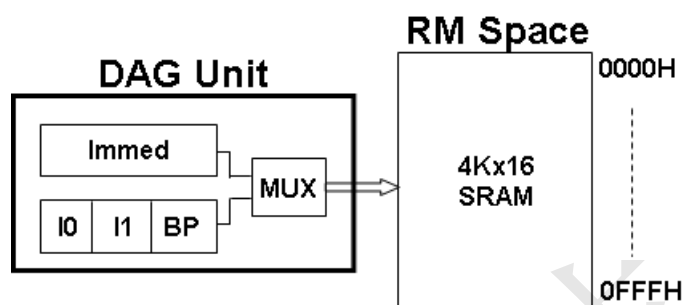 RM Space
DAG Unit
0000H
Immed
MUX
4Kx16
SRAM
I0 I1 BP
0FFFH